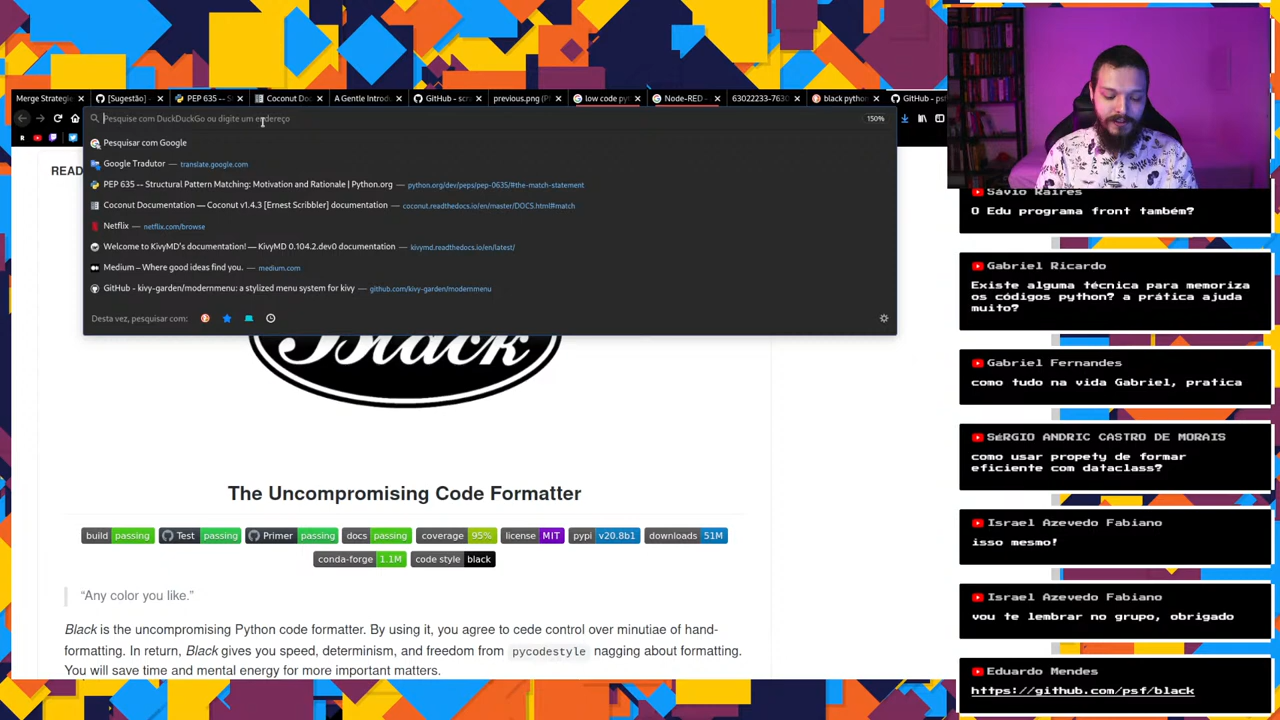 Merge Strategie
[Sugestão]
PEP 635 -- S
Coconut Do
A Gentle Introdu
GitHub - scr
previous.png (P
low code pyt
Node-RED -
63022233-7630
black python
GitHub - ps
Pesquise com DuckDuckGo ou digite um endereço
150%
Pesquisar com Google
Google Tradutor — translate.google.com
PEP 635 -- Structural Pattern Matching: Motivation and Rationale | Python.org — python.org/dev/peps/pep-0635/#the-match-statement
Coconut Documentation — Coconut v1.4.3 [Ernest Scribbler] documentation — coconut.readthedocs.io/en/master/DOCS.html#match
Netflix — netflix.com/browse
Welcome to KivyMD's documentation! — KivyMD 0.104.2.dev0 documentation — kivymd.readthedocs.io/en/latest/
Medium – Where good ideas find you. — medium.com
GitHub - kivy-garden/modernmenu: a stylized menu system for kivy — github.com/kivy-garden/modernmenu
Desta vez, pesquisar com:
READ
Black
The Uncompromising Code Formatter
build passing Test passing Primer passing docs passing coverage 95% license MIT pypi v20.8b1 downloads 51M
conda-forge 1.1M code style black
“Any color you like.”
Black is the uncompromising Python code formatter. By using it, you agree to cede control over minutiae of hand-
formatting. In return, Black gives you speed, determinism, and freedom from pycodestyle nagging about formatting.
You will save time and mental energy for more important matters.
Sávio Raires
O Edu programa front também?
Gabriel Ricardo
Existe alguma técnica para memoriza
os códigos python? a prática ajuda
muito?
Gabriel Fernandes
como tudo na vida Gabriel, pratica
SéRGIO ANDRIC CASTRO DE MORAIS
como usar propety de formar
eficiente com dataclass?
Israel Azevedo Fabiano
isso mesmo!
Israel Azevedo Fabiano
vou te lembrar no grupo, obrigado
Eduardo Mendes
https://github.com/psf/black